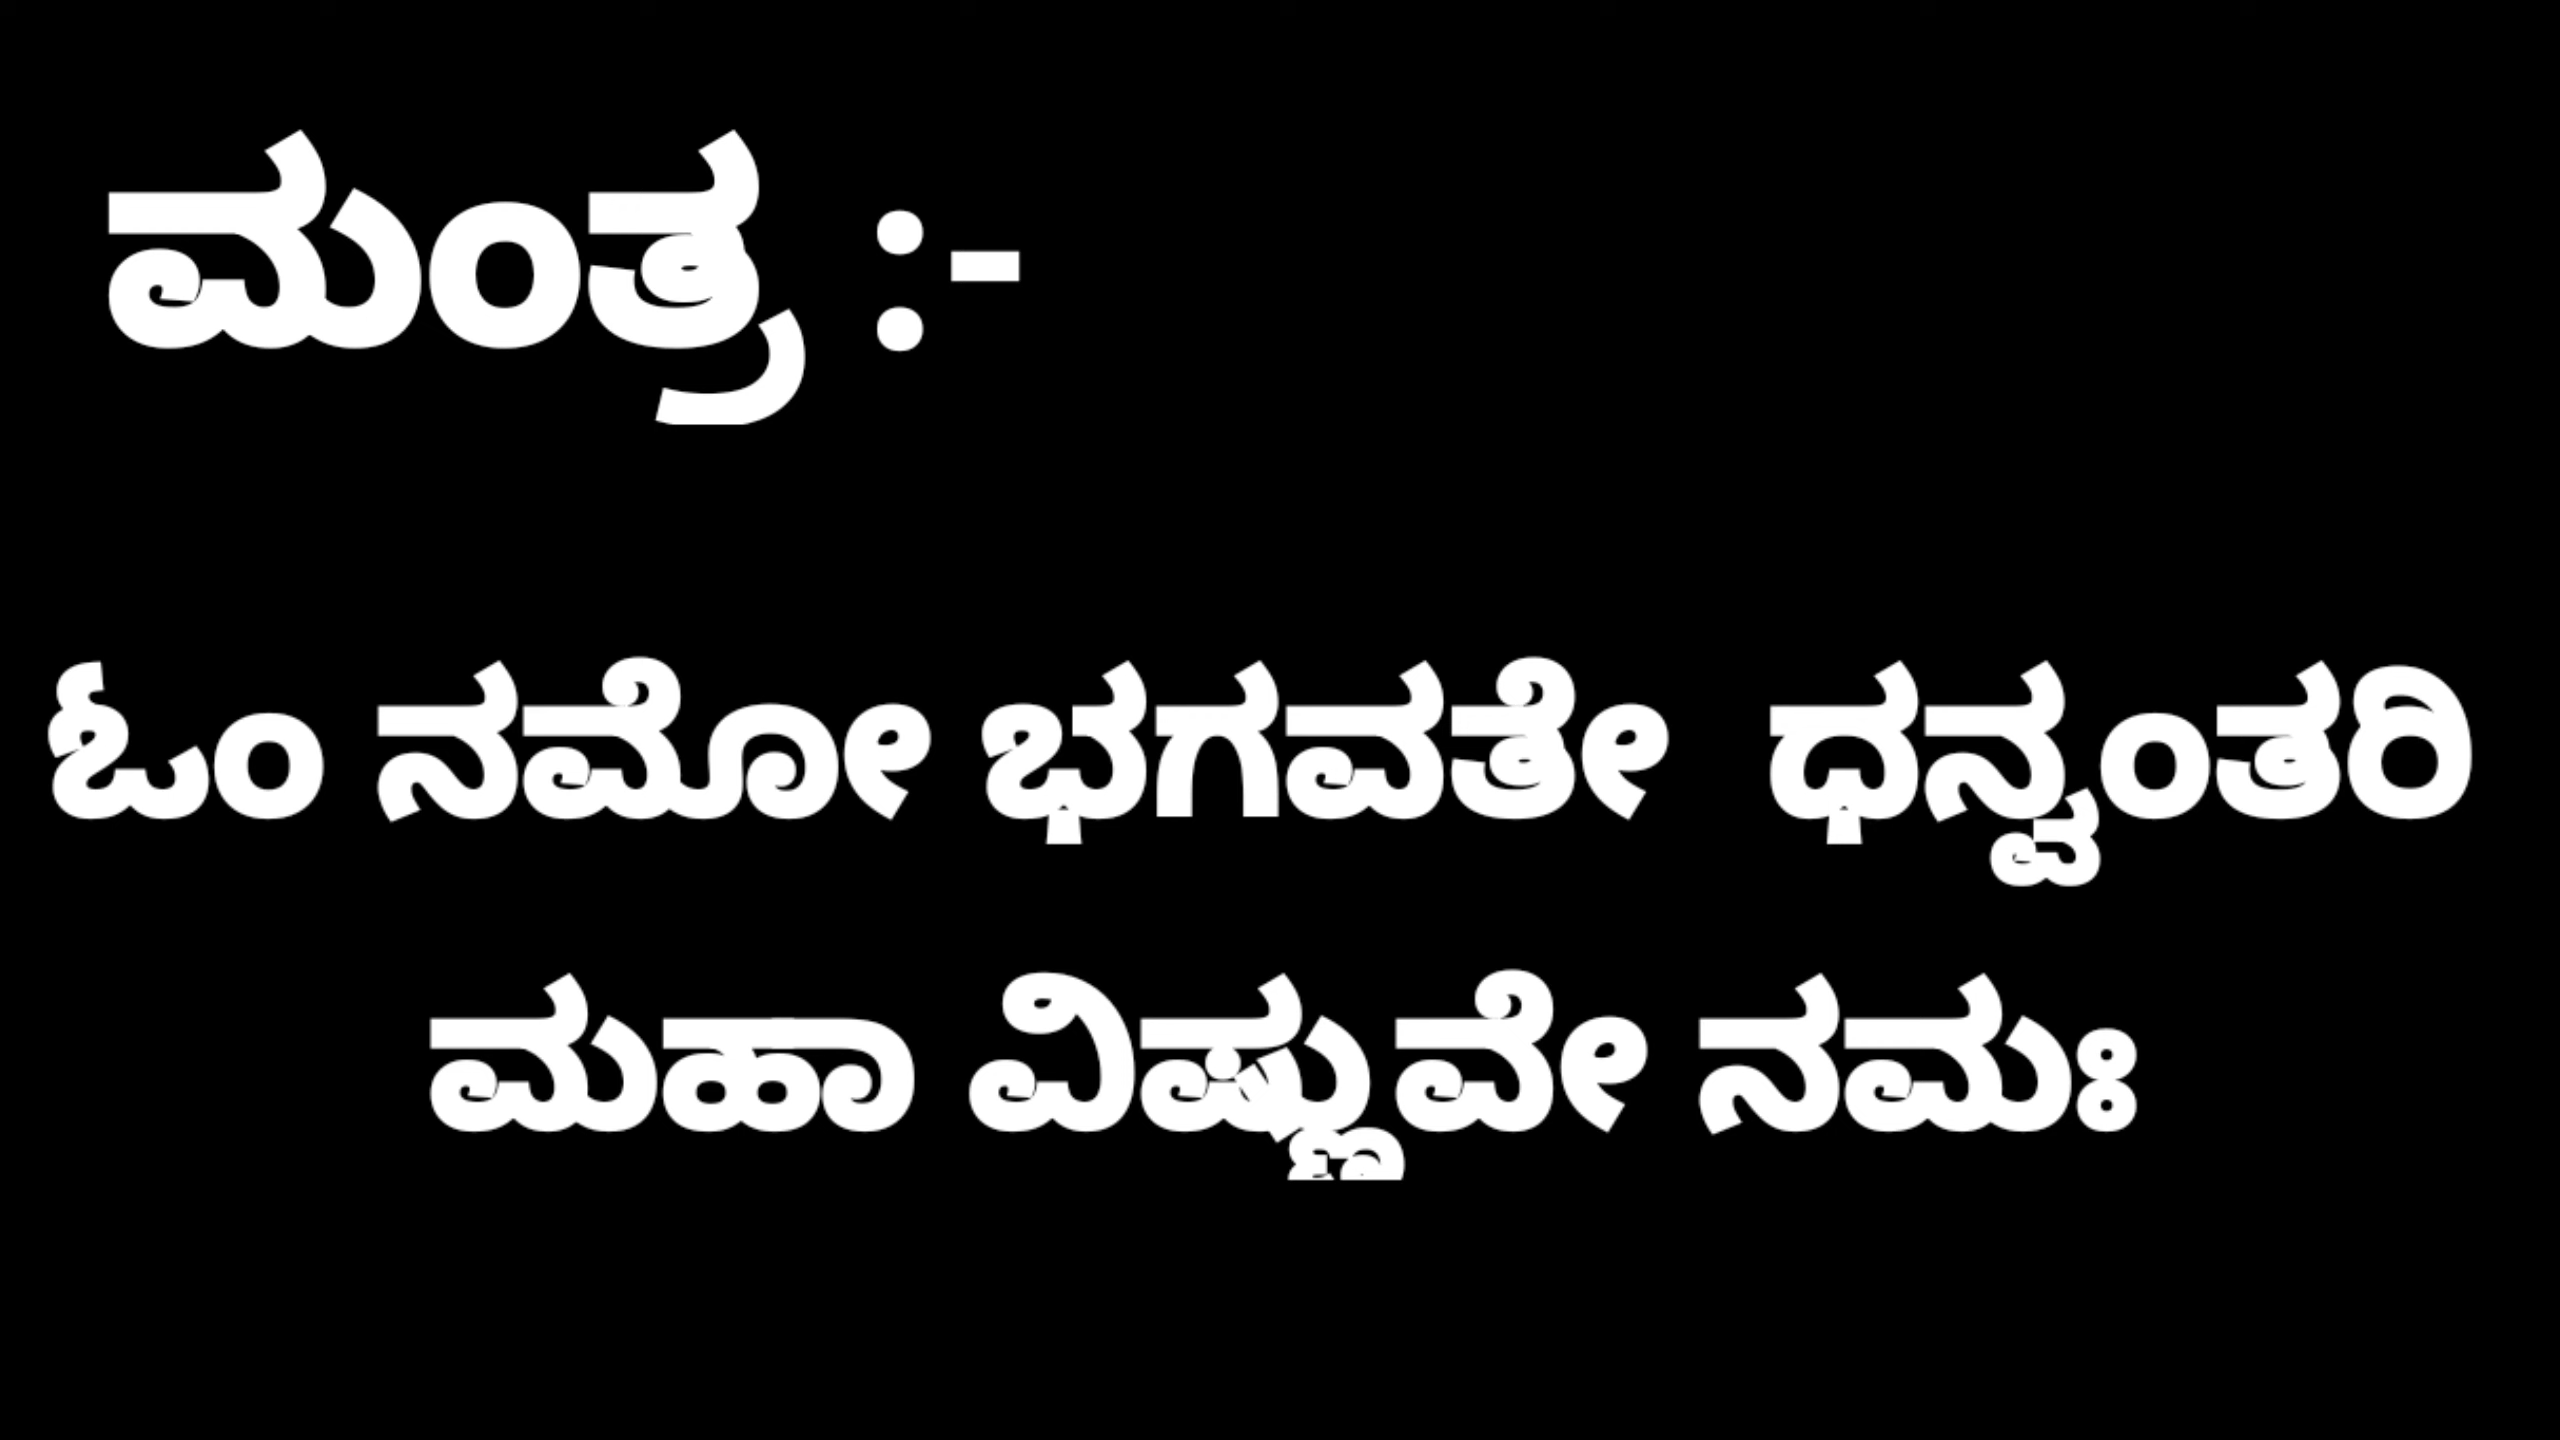 ಮಂತ್ರ :-
ಓಂ ನಮೋ ಭಗವತೇ ಧನ್ವಂತರಿ
ಮಹಾ ವಿಷ್ಣುವೇ ನಮಃ